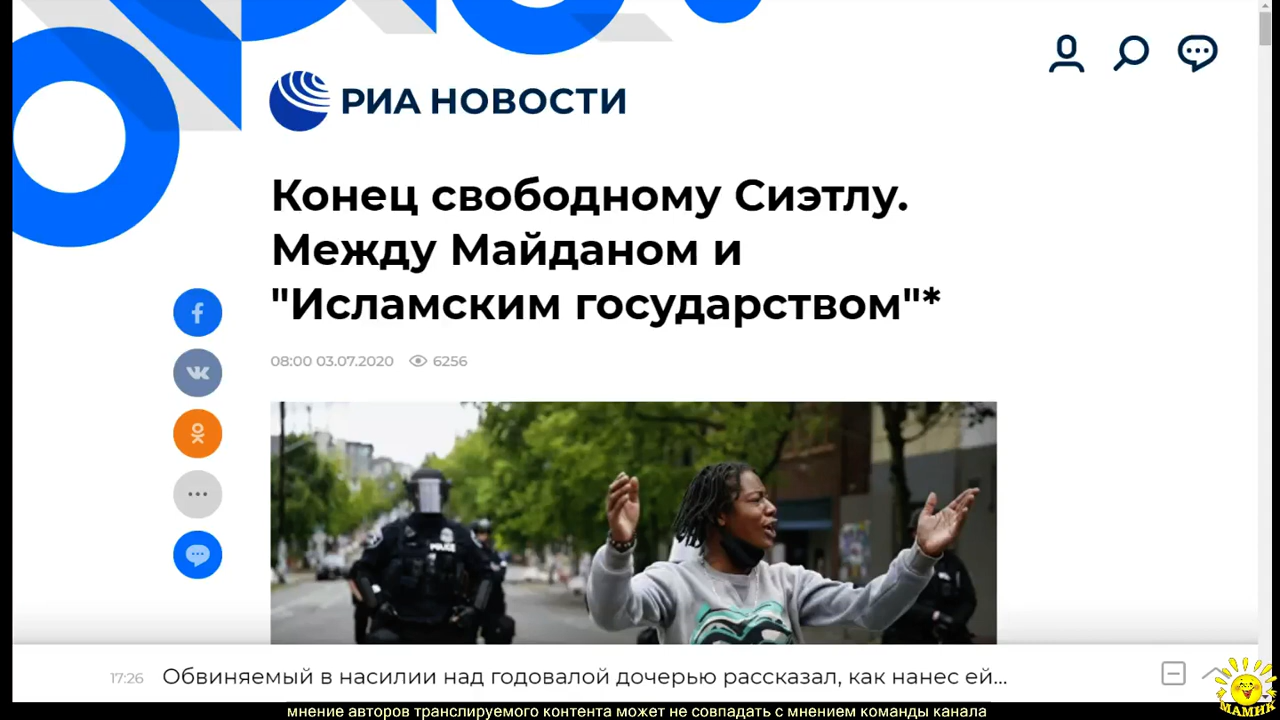 РИА НОВОСТИ
Конец свободному Сиэтлу.
Между Майданом и
"Исламским государством"*
08:00 03.07.2020 6256
POLICE
17:26 Обвиняемый в насилии над годовалой дочерью рассказал, как нанес ей...
МАМИК
мнение авторов транслируемого контента может не совпадать с мнением команды канала